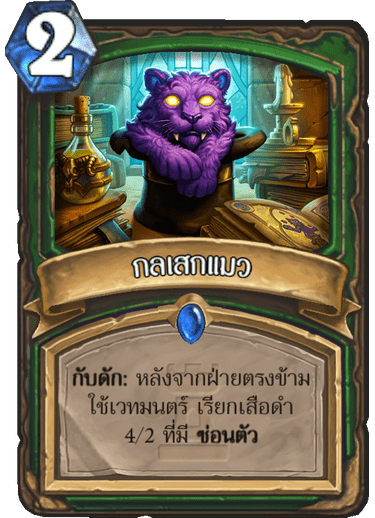 2
กลเสกแมว
กับดัก: หลังจากฝ่ายตรงข้าม
ใช้เวทมนตร์ เรียกเสือดำ
4/2 ที่มี ซ่อนตัว